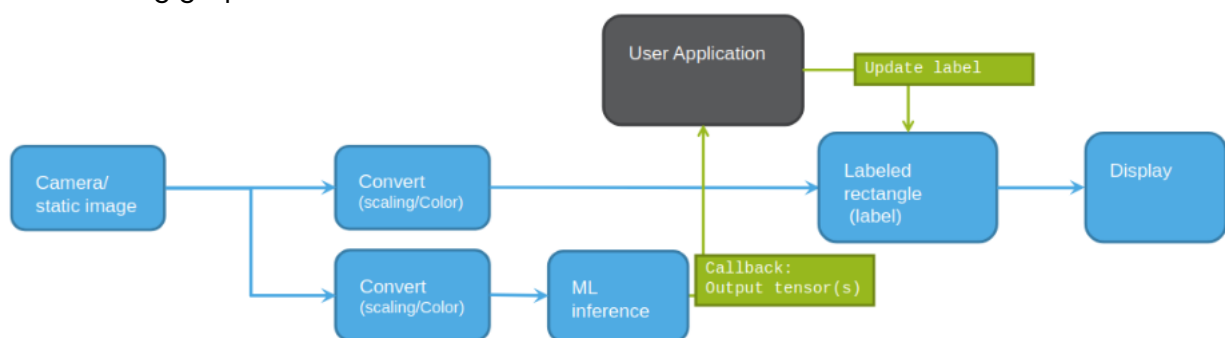 User Application
Update label
Camera/
static image
Convert
(scaling/Color)
Labeled
rectangle
(label)
Display
Convert
(scaling/Color)
ML
inference
Callback:
Output tensor(s)